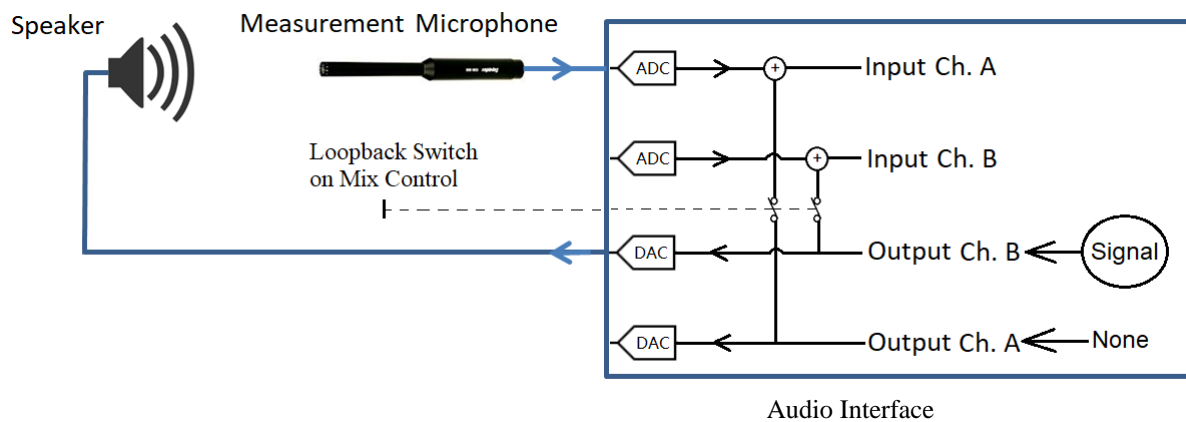 Speaker
Measurement Microphone
ADC
Input Ch. A
ADC
Input Ch. B
Loopback Switch
on Mix Control
DAC
Output Ch. B
Signal
DAC
Output Ch. A
None
Audio Interface